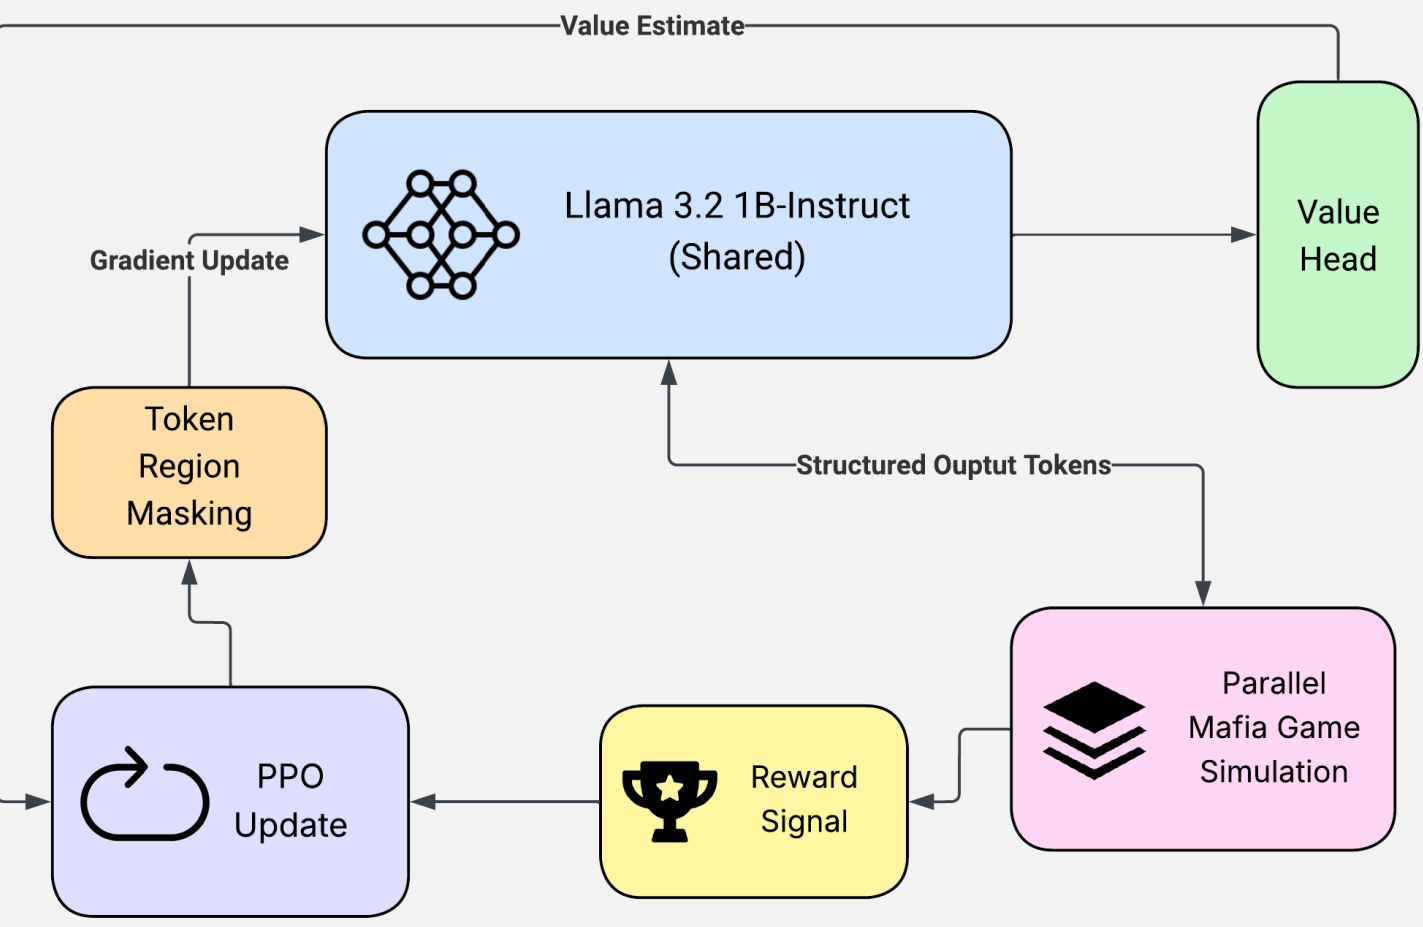 Value Estimate
Llama 3.2 1B-Instruct
(Shared)
Value
Head
Gradient Update
Token
Region
Masking
Structured Ouptut Tokens
Parallel
Mafia Game
Simulation
Reward
Signal
PPO
Update